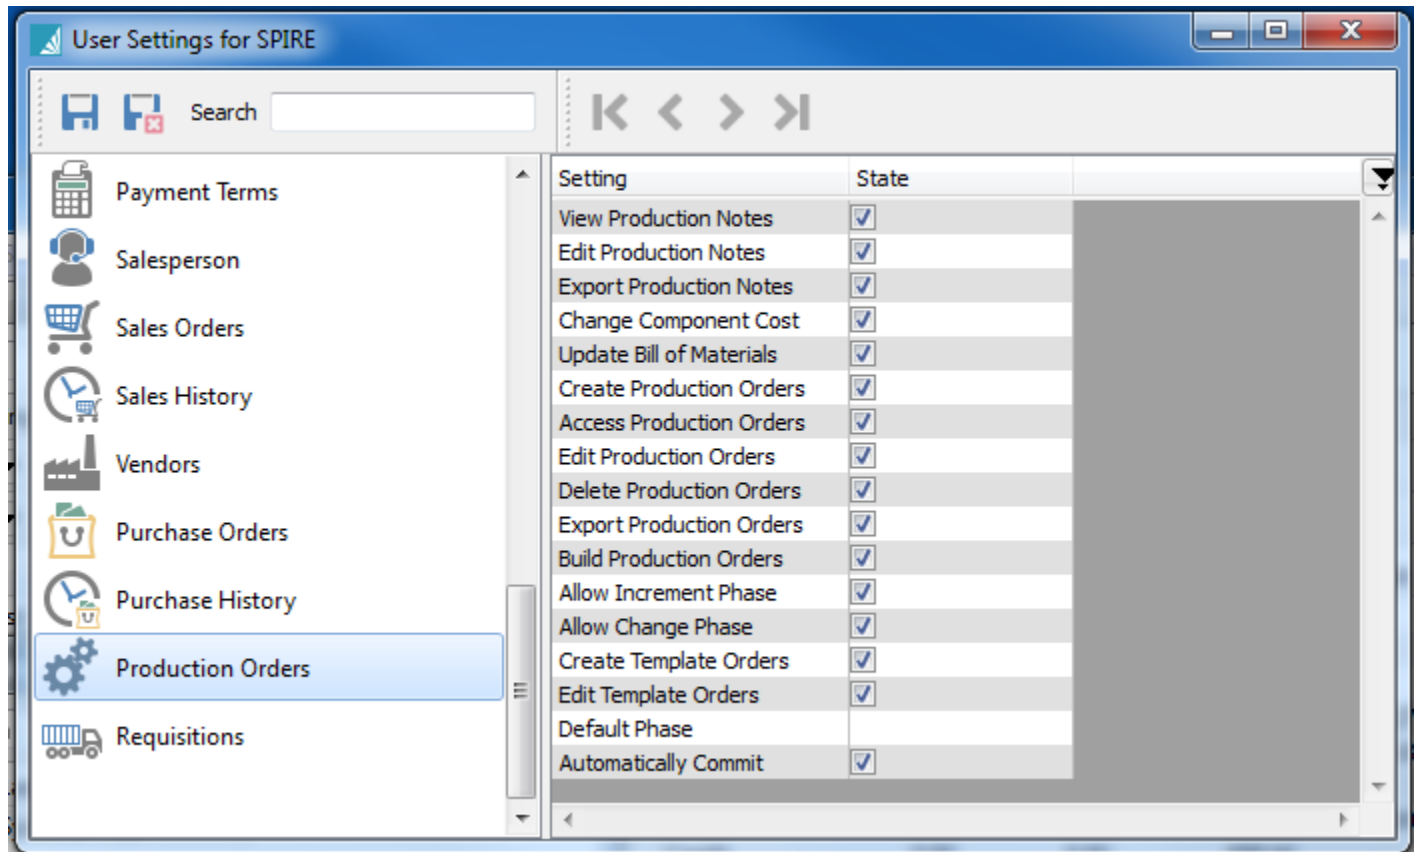 User Settings for SPIRE
Search
Payment Terms
Salesperson
Sales Orders
Sales History
Vendors
Purchase Orders
Purchase History
Production Orders
Requisitions
Setting State
View Production Notes
Edit Production Notes
Export Production Notes
Change Component Cost
Update Bill of Materials
Create Production Orders
Access Production Orders
Edit Production Orders
Delete Production Orders
Export Production Orders
Build Production Orders
Allow Increment Phase
Allow Change Phase
Create Template Orders
Edit Template Orders
Default Phase
Automatically Commit